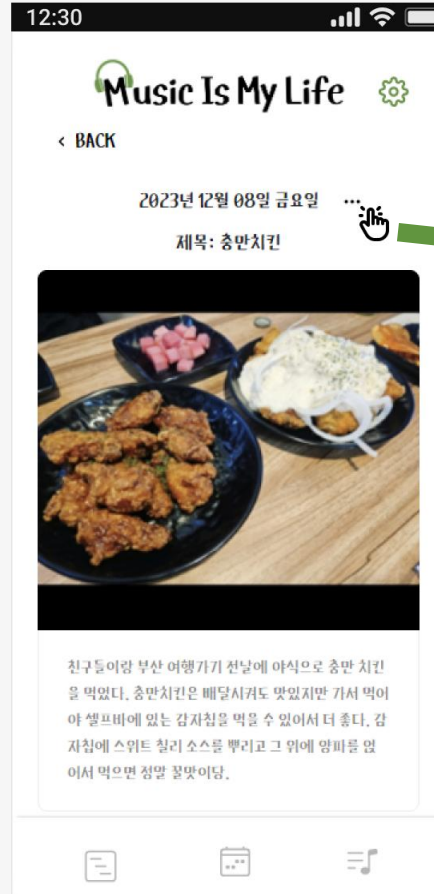 12:30
Music Is My Life
< BACK
2023년 12월 08일 금요일 ...
제목: 충만치킨
친구들이랑 부산 여행가기 전날에 야식으로 충만 치킨
을 먹었다. 충만치킨은 배달시켜도 맛있지만 가서 먹어
야 셀프바에 있는 감자칩을 먹을 수 있어서 더 좋다. 감
자칩에 스위트 칠리 소스를 뿌리고 그 위에 양파를 얹
어서 먹으면 정말 꿀맛이당.